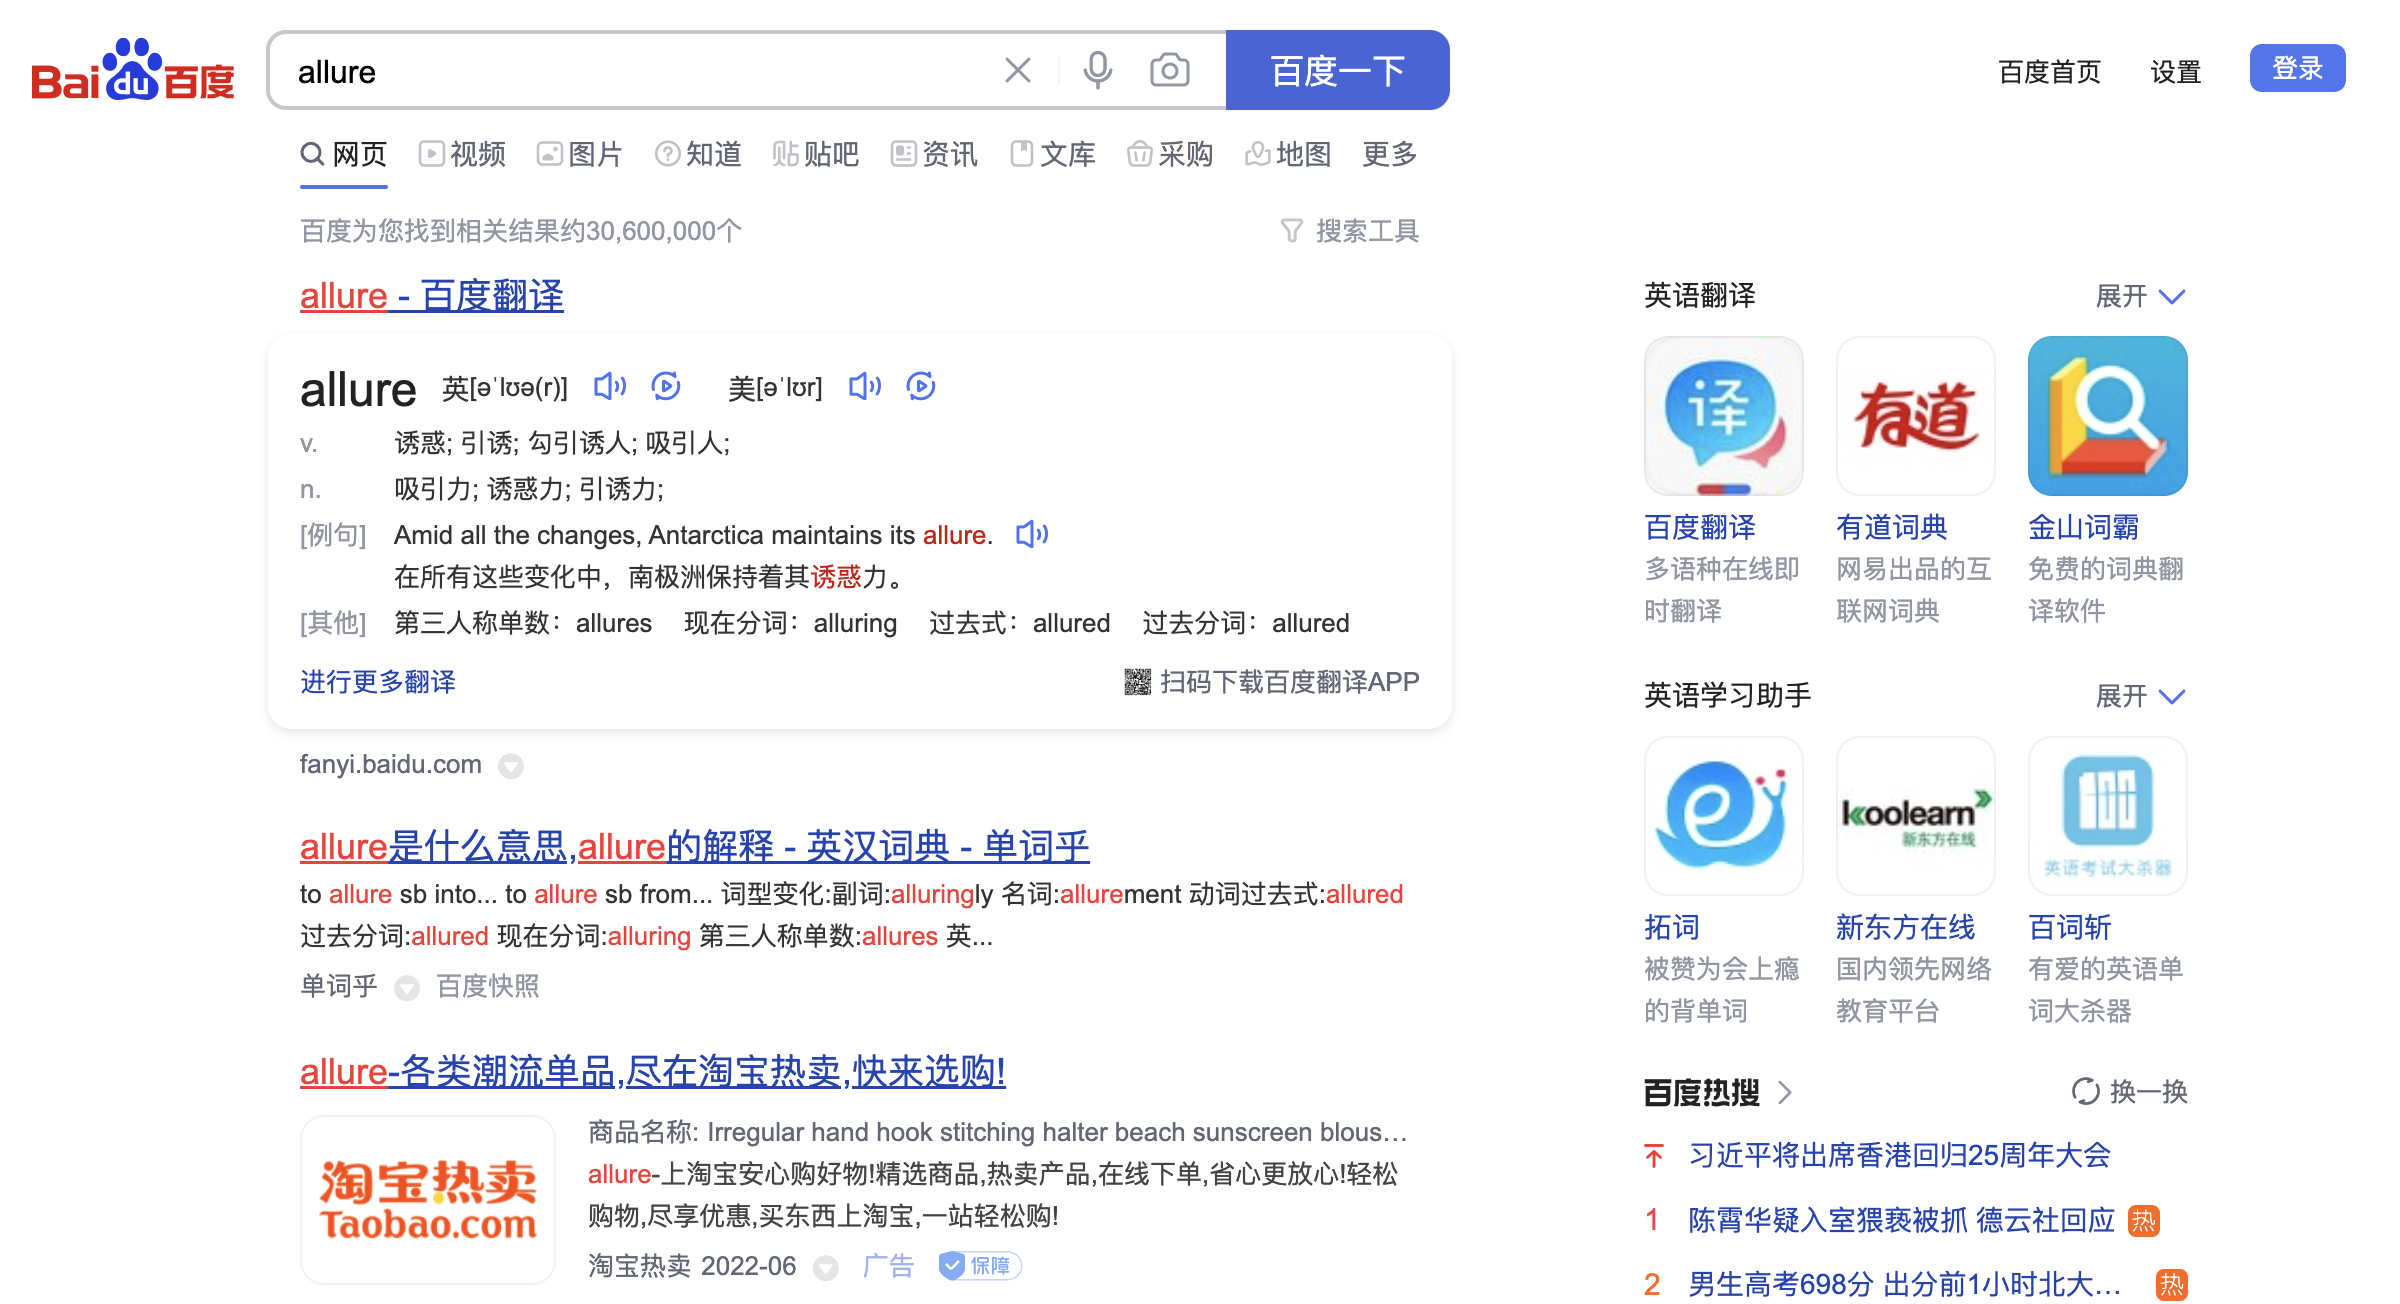 Bai du 百度
allure
百度一下
百度首页 设置 登录
网页 视频 图片 知道 贴吧 资讯 文库 采购 地图 更多
百度为您找到相关结果约30,600,000个 搜索工具
allure - 百度翻译
allure 英[əˈlʊə(r)] 美[əˈlʊr]
v. 诱惑; 引诱; 勾引诱人; 吸引人;
n. 吸引力; 诱惑力; 引诱力;
[例句] Amid all the changes, Antarctica maintains its allure.
在所有这些变化中，南极洲保持着其诱惑力。
[其他] 第三人称单数：allures 现在分词：alluring 过去式：allured 过去分词：allured
进行更多翻译 扫码下载百度翻译APP
fanyi.baidu.com
allure是什么意思,allure的解释 - 英汉词典 - 单词乎
to allure sb into... to allure sb from... 词型变化:副词:alluringly 名词:allurement 动词过去式:allured
过去分词:allured 现在分词:alluring 第三人称单数:allures 英...
单词乎 百度快照
allure-各类潮流单品,尽在淘宝热卖,快来选购!
淘宝热卖
Taobao.com
商品名称: Irregular hand hook stitching halter beach sunscreen blous...
allure-上淘宝安心购好物!精选商品,热卖产品,在线下单,省心更放心!轻松
购物,尽享优惠,买东西上淘宝,一站轻松购!
淘宝热卖 2022-06 广告 保障
英语翻译 展开
译 有道
百度翻译 有道词典 金山词霸
多语种在线即 网易出品的互 免费的词典翻
时翻译 联网词典 译软件
英语学习助手 展开
koolearn
新东方在线
100
英语考试大杀器
拓词 新东方在线 百词斩
被赞为会上瘾 国内领先网络 有爱的英语单
的背单词 教育平台 词大杀器
百度热搜 换一换
习近平将出席香港回归25周年大会
1 陈霄华疑入室猥亵被抓 德云社回应 热
2 男生高考698分 出分前1小时北大... 热